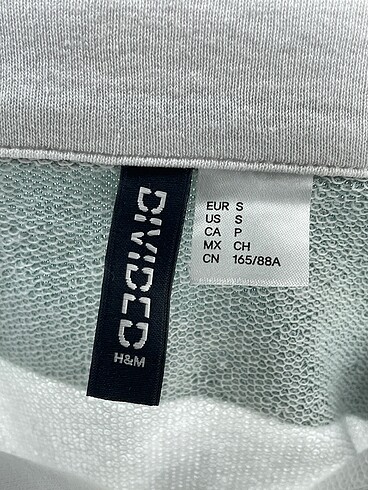 DIVIDED
H&M
EUR S
US S
CA P
MX CH
CN 165/88A